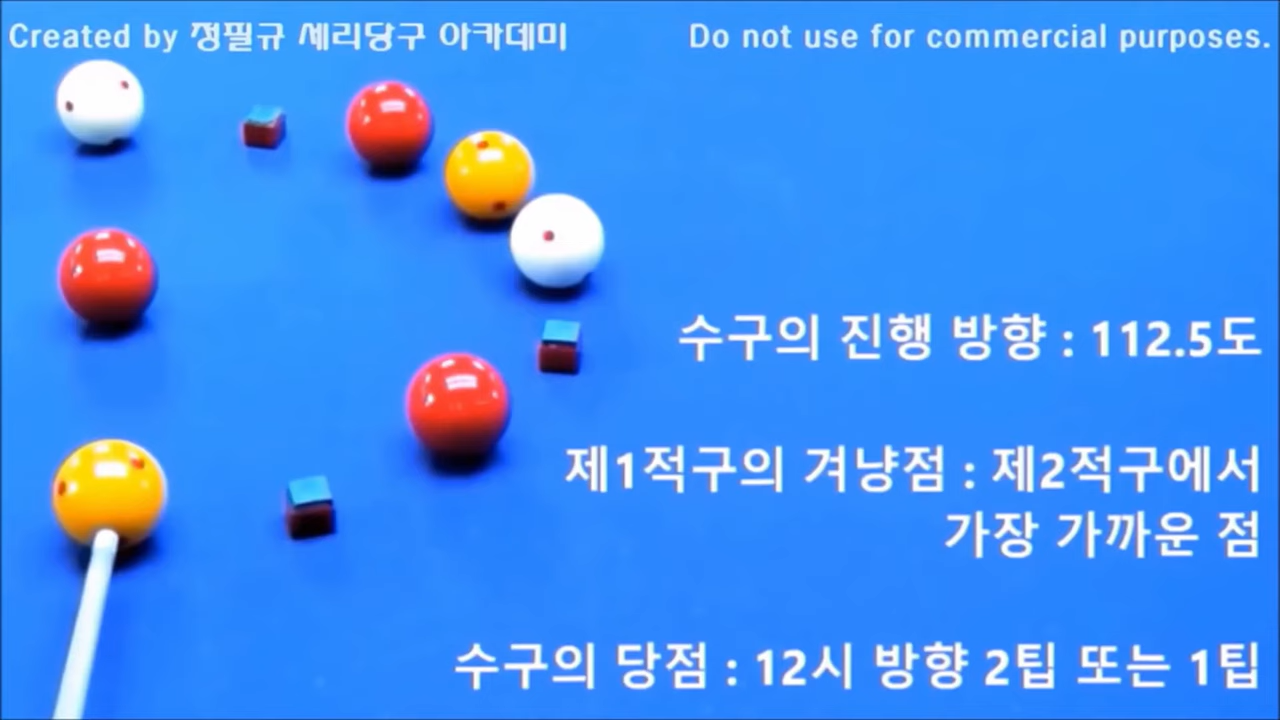 Created by 정필규 세리당구 아카데미
Do not use for commercial purposes.
수구의 진행 방향 : 112.5도
제1적구의 겨냥점 : 제2적구에서
가장 가까운 점
수구의 당점 : 12시 방향 2팁 또는 1팁